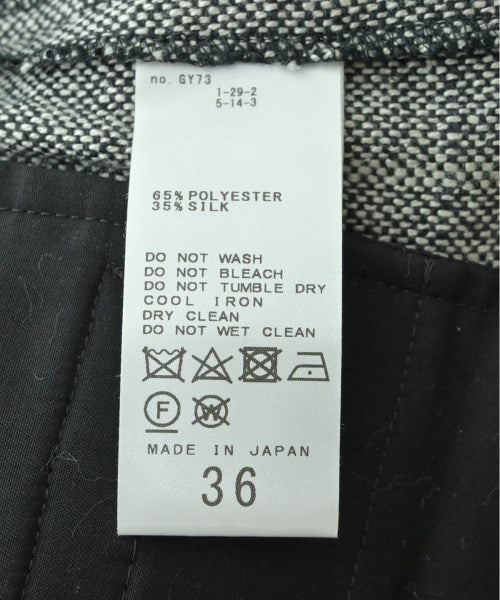 no. GY73
1-29-2
5-14-3
65% POLYESTER
35% SILK
DO NOT WASH
DO NOT BLEACH
DO NOT TUMBLE DRY
COOL IRON
DRY CLEAN
DO NOT WET CLEAN
F W
MADE IN JAPAN
36